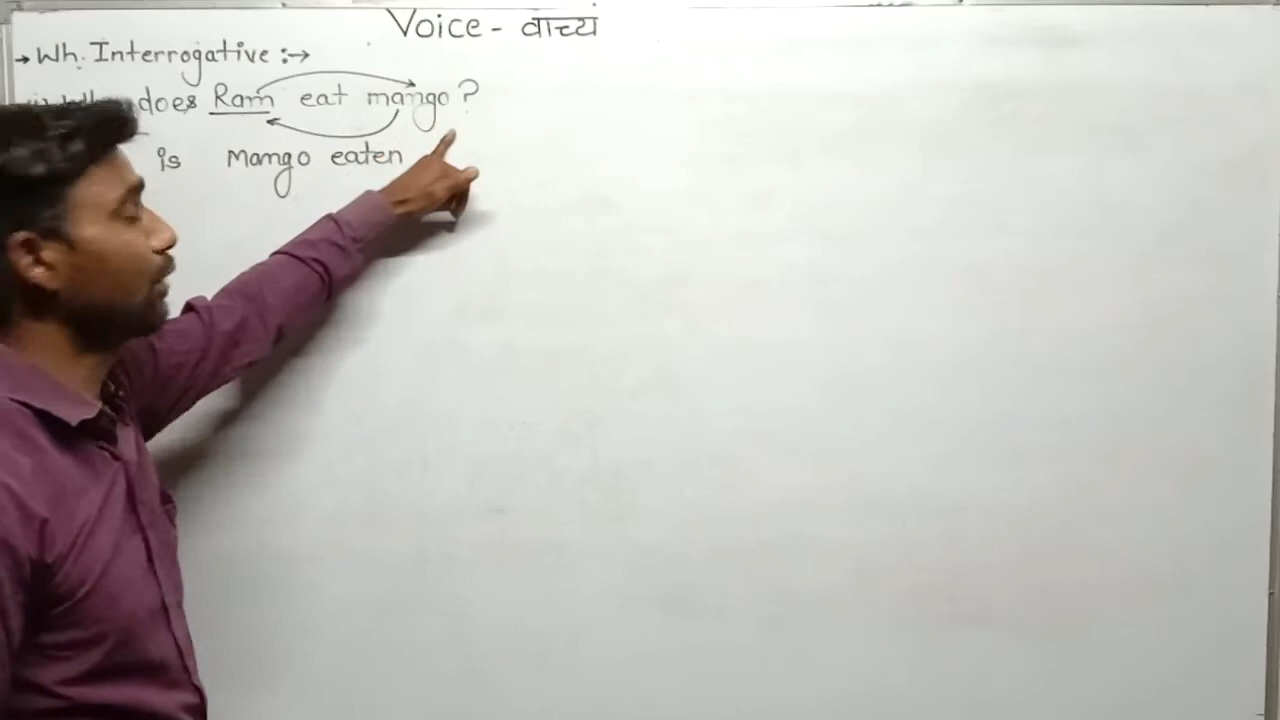 Voice - वाच्यं
→ Wh. Interrogative :→
does Ram eat mango ?
is Mango eaten